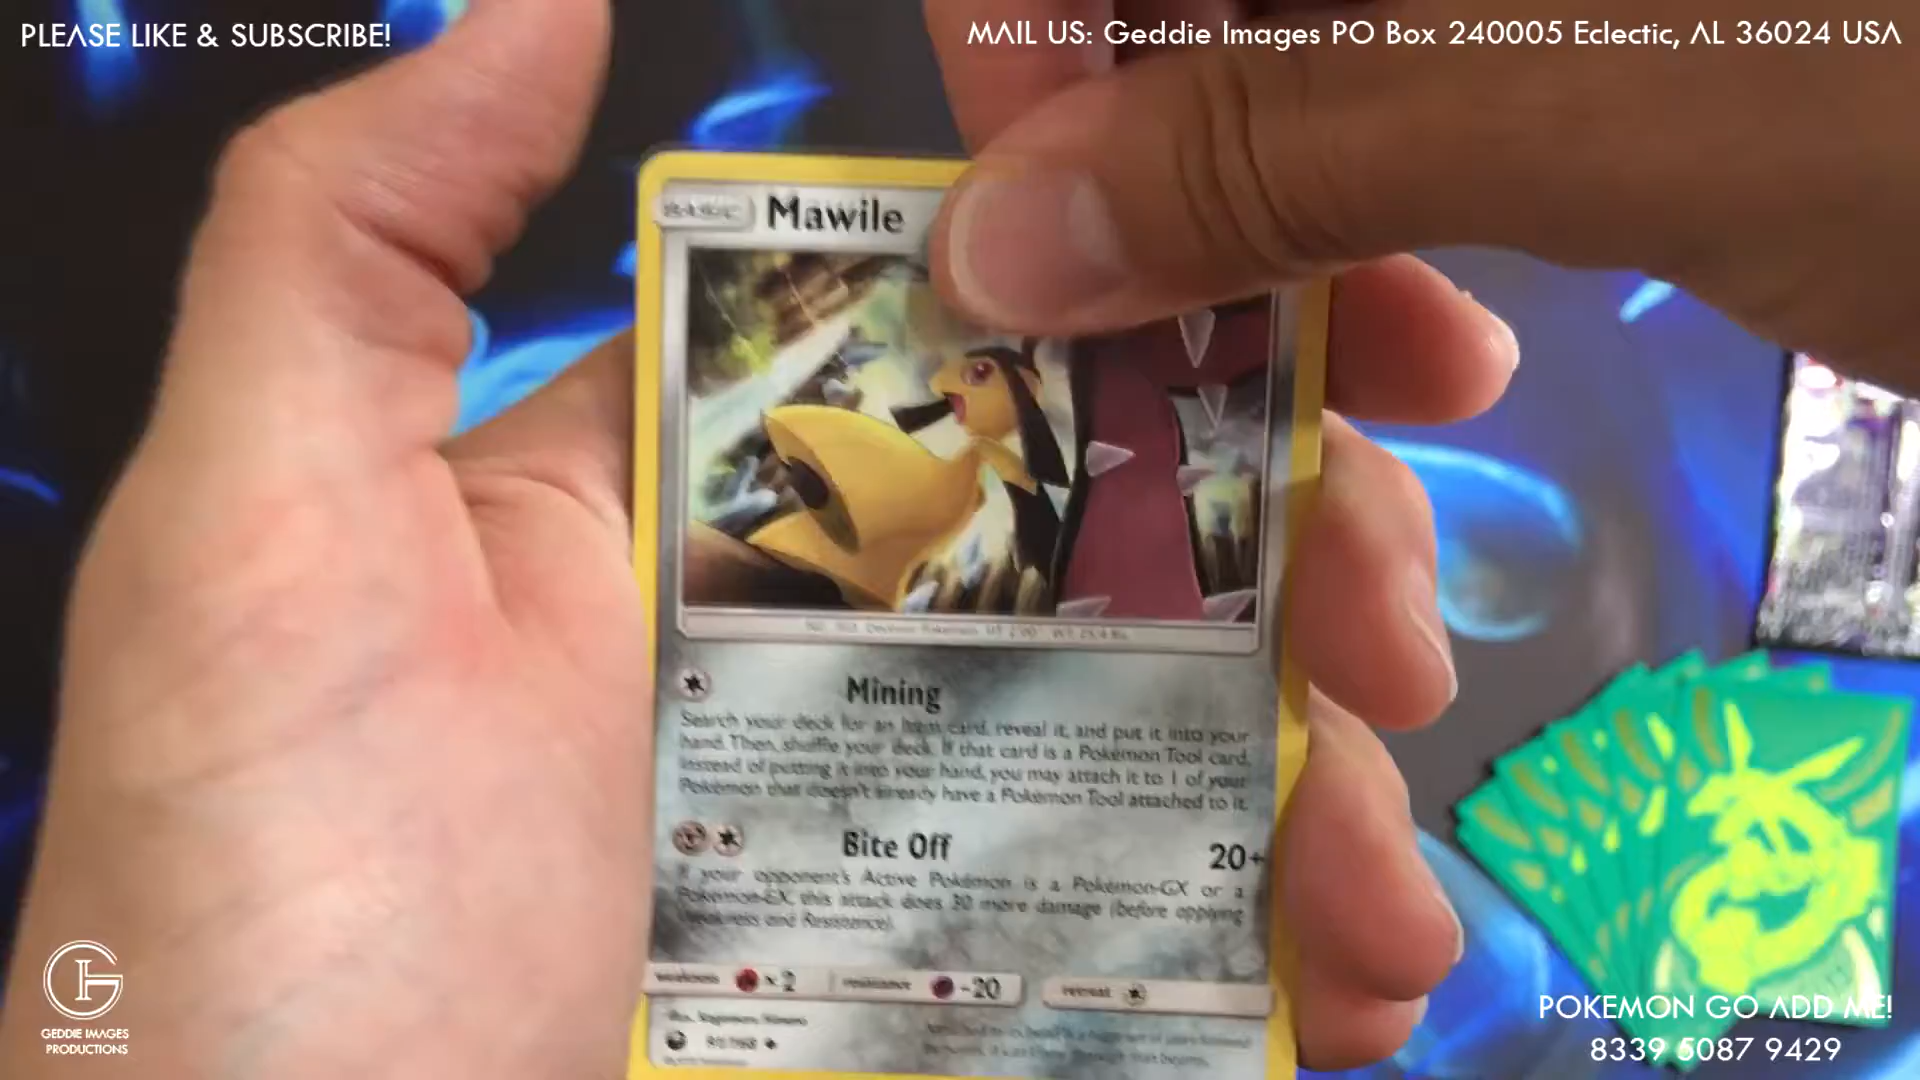 PLEASE LIKE & SUBSCRIBE!
MAIL US: Geddie Images PO Box 240005 Eclectic, AL 36024 USA
BASIC
Mawile
Mining
Search your deck for an Item card, reveal it, and put it into your
hand. Then, shuffle your deck. If that card is a Pokémon Tool card,
instead of putting it into your hand, you may attach it to 1 of your
Pokémon that doesn't already have a Pokémon Tool attached to it.
Bite Off 20+
If your opponent's Active Pokémon is a Pokémon-GX or a
Pokémon-EX, this attack does 30 more damage (before applying
Weakness and Resistance).
weakness ×2 resistance -20 retreat
GI
GEDDIE IMAGES
PRODUCTIONS
POKEMON GO ADD ME!
8339 5087 9429